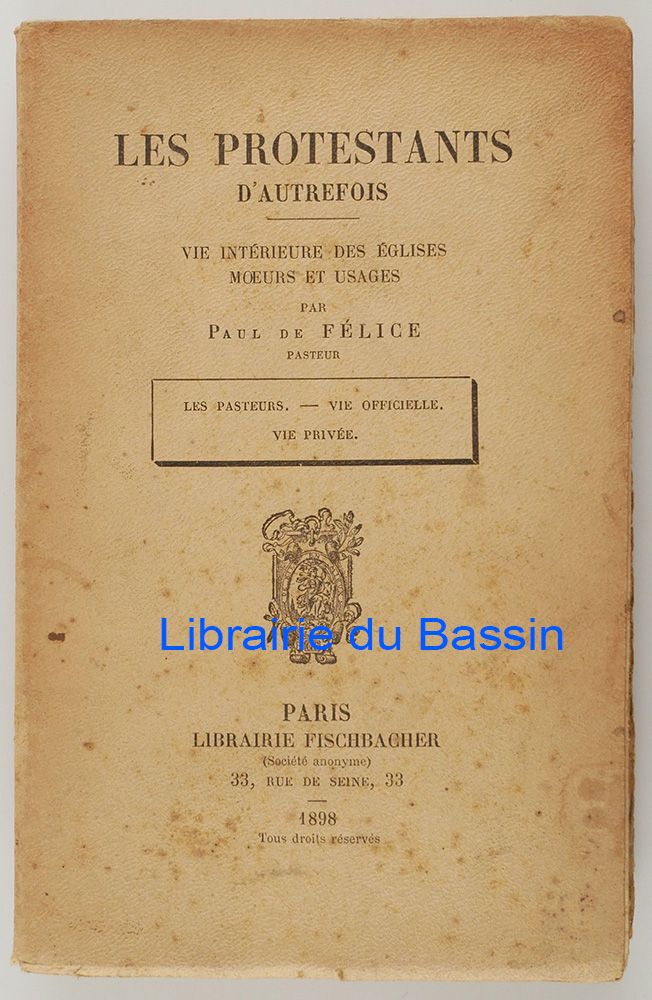 LES PROTESTANTS
D'AUTREFOIS
VIE INTÉRIEURE DES ÉGLISES
MŒURS ET USAGES
PAR
PAUL DE FÉLICE
PASTEUR
LES PASTEURS. — VIE OFFICIELLE.
VIE PRIVÉE.
Librairie du Bassin
PARIS
LIBRAIRIE FISCHBACHER
(Société anonyme)
33, RUE DE SEINE, 33
1898
Tous droits réservés